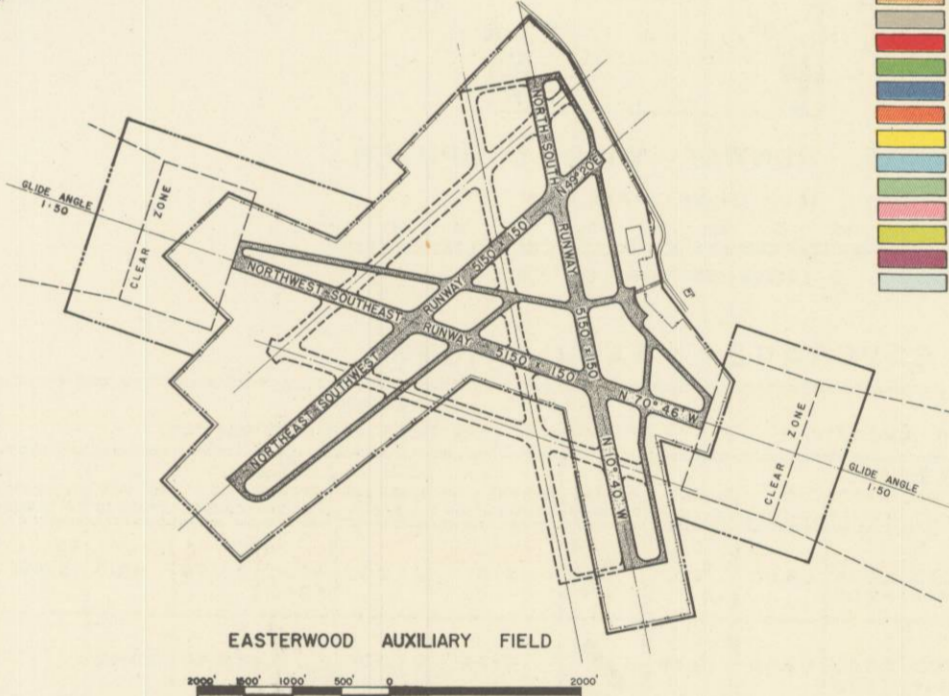 NORTH-SOUTH RUNWAY 5150 x 150 N 10° 40' W
N 49° 20' E
GLIDE ANGLE
1:50
CLEAR ZONE
NORTHWEST-SOUTHEAST RUNWAY 5150 x 150 N 70° 46' W
NORTHEAST-SOUTHWEST RUNWAY 5150 x 150
CLEAR ZONE
GLIDE ANGLE
1:50
EASTERWOOD AUXILIARY FIELD
2000' 1500' 1000' 500' 0 2000'